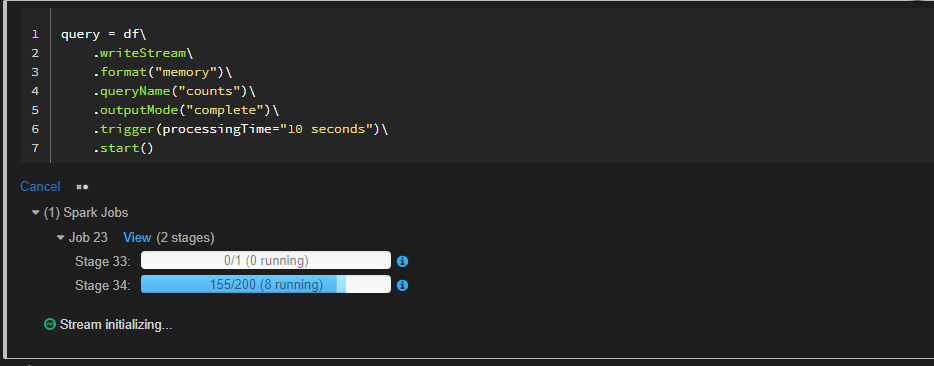 1 query = df\
2 .writeStream\
3 .format("memory")\
4 .queryName("counts")\
5 .outputMode("complete")\
6 .trigger(processingTime="10 seconds")\
7 .start()
Cancel
(1) Spark Jobs
Job 23 View (2 stages)
Stage 33: 0/1 (0 running)
Stage 34: 155/200 (8 running)
Stream initializing...